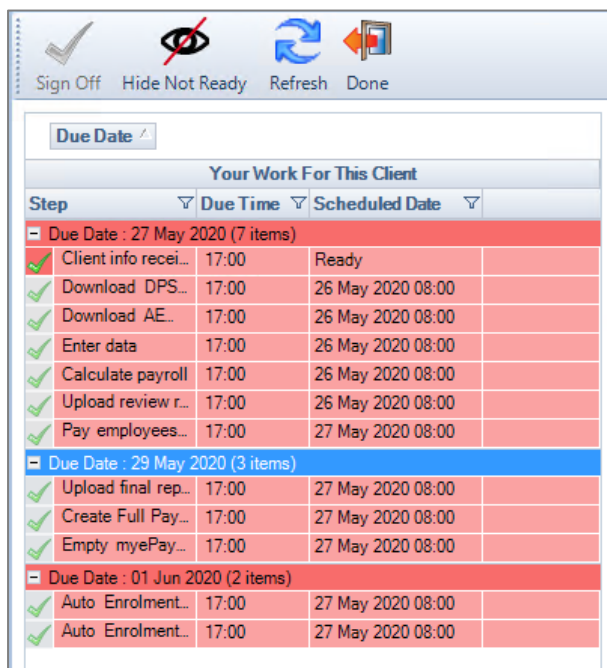 Sign Off Hide Not Ready Refresh Done
Due Date
Your Work For This Client
Step Due Time Scheduled Date
Due Date : 27 May 2020 (7 items)
Client info recei... 17:00 Ready
Download DPS... 17:00 26 May 2020 08:00
Download AE... 17:00 26 May 2020 08:00
Enter data 17:00 26 May 2020 08:00
Calculate payroll 17:00 26 May 2020 08:00
Upload review r... 17:00 26 May 2020 08:00
Pay employees... 17:00 27 May 2020 08:00
Due Date : 29 May 2020 (3 items)
Upload final rep... 17:00 27 May 2020 08:00
Create Full Pay... 17:00 27 May 2020 08:00
Empty myePay... 17:00 27 May 2020 08:00
Due Date : 01 Jun 2020 (2 items)
Auto Enrolment... 17:00 27 May 2020 08:00
Auto Enrolment... 17:00 27 May 2020 08:00